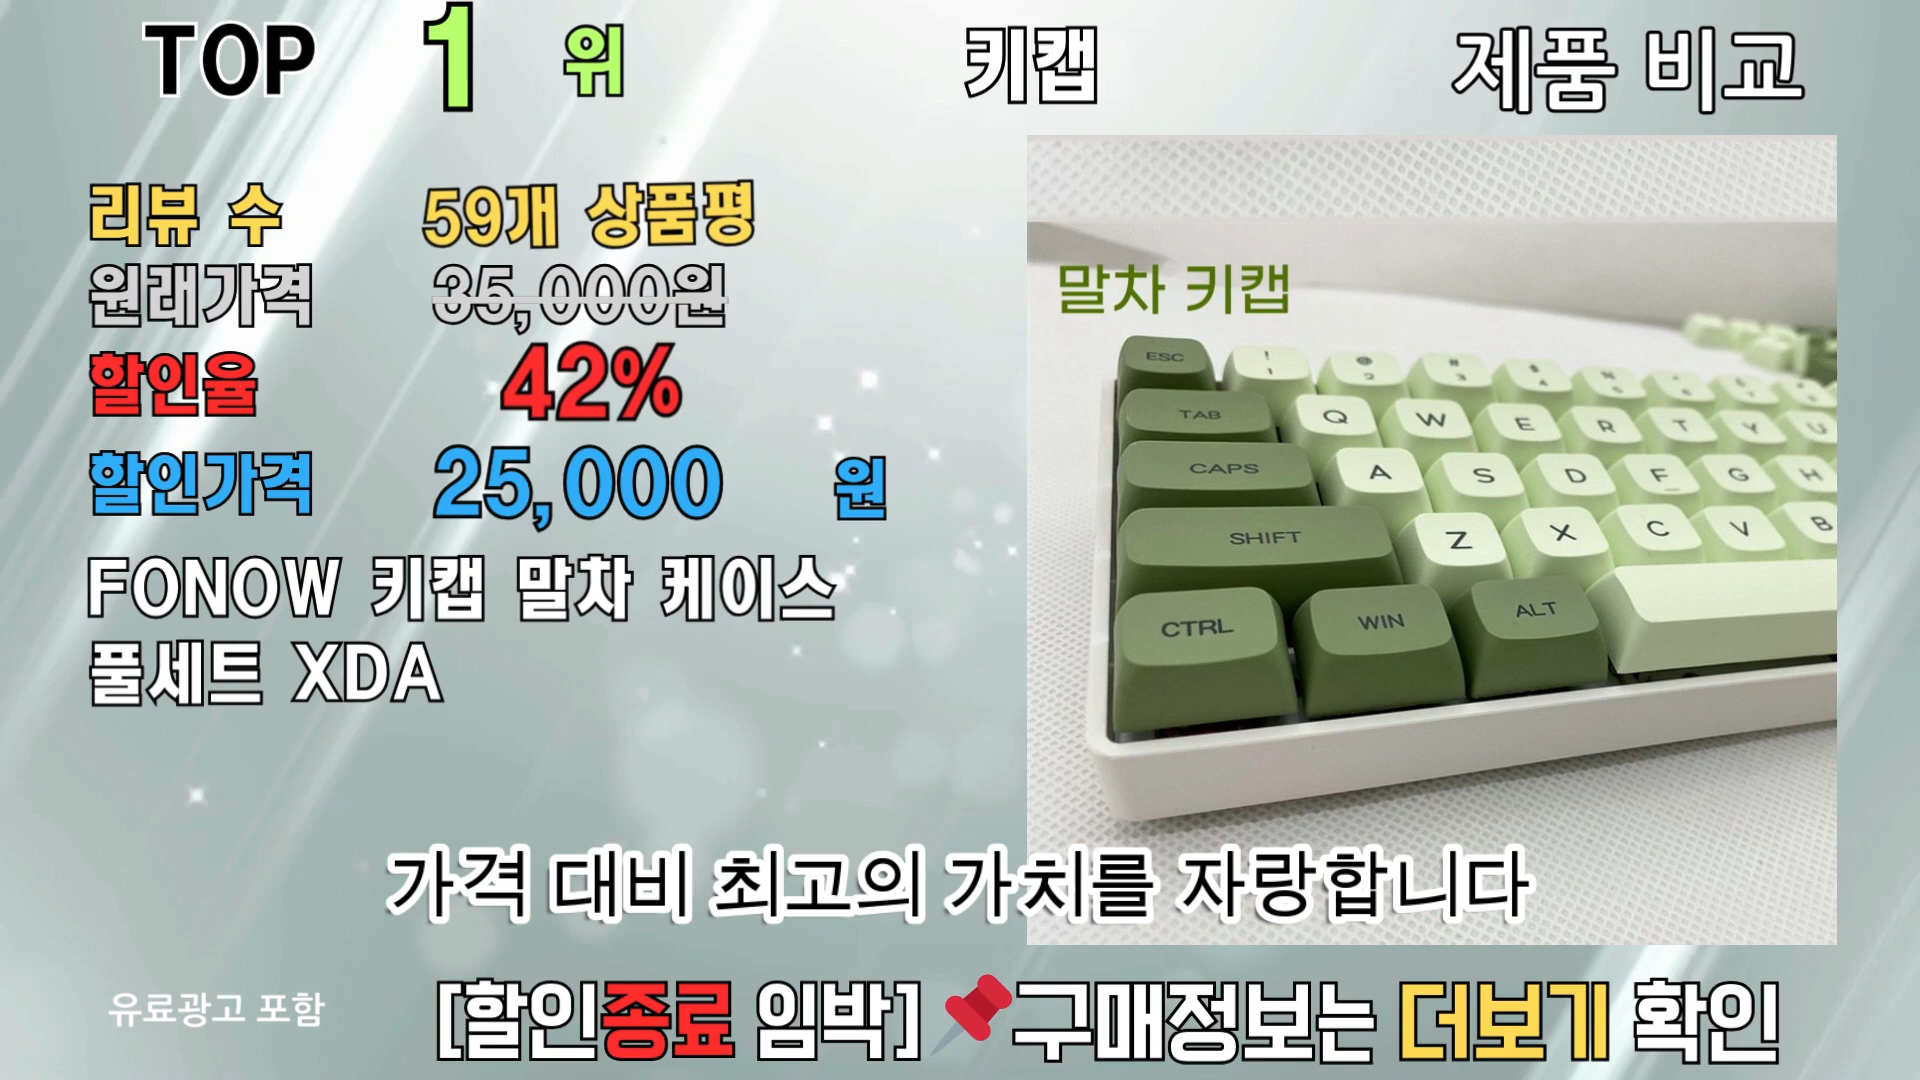 TOP 1 위 키캡 제품 비교
리뷰 수 59개 상품평
원래가격 35,000원
할인율 42%
할인가격 25,000 원
FONOW 키캡 말차 케이스
풀세트 XDA
말차 키캡
ESC ! 1 @ 2 # 3 $ 4 % 5
TAB Q W E R T Y U
CAPS A S D F G H
SHIFT Z X C V B
CTRL WIN ALT
가격 대비 최고의 가치를 자랑합니다
유료광고 포함
[할인종료 임박] 구매정보는 더보기 확인